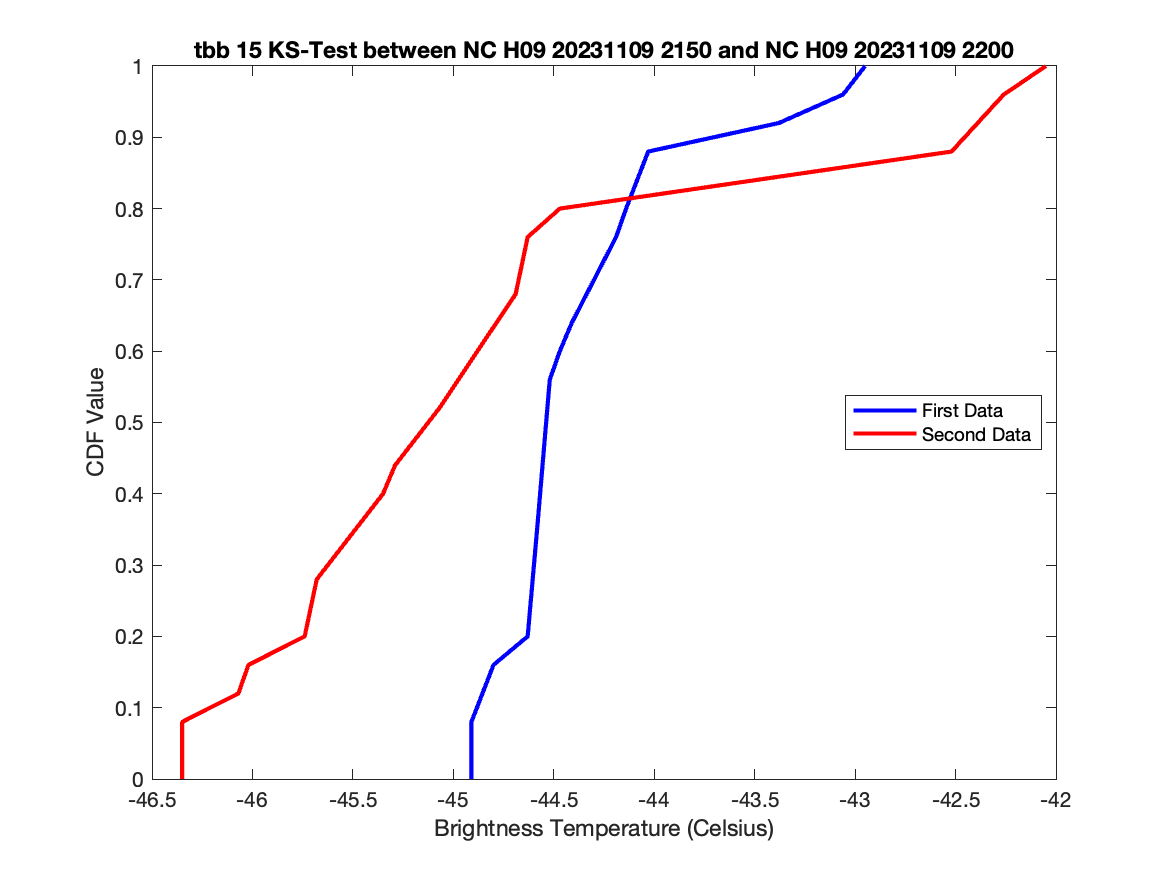 tbb 15 KS-Test between NC H09 20231109 2150 and NC H09 20231109 2200
1
0.9
0.8
0.7
0.6
0.5
0.4
0.3
0.2
0.1
0
CDF Value
First Data
Second Data
-46.5 -46 -45.5 -45 -44.5 -44 -43.5 -43 -42.5 -42
Brightness Temperature (Celsius)